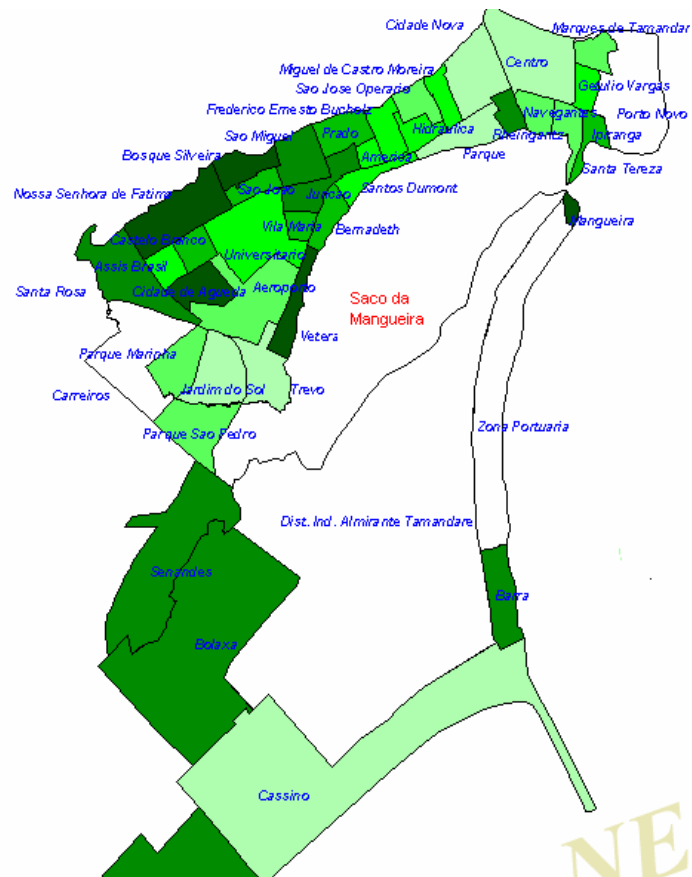 Cidade Nova
Marques de Tamandar
Centro
Miguel de Castro Moreira
Sao Jose Operario
Getulio Vargas
Frederico Ernesto Bucholz
Navegantes
Porto Novo
Sao Miguel
Prado
Hidraulica
Rheingantz
Ipiranga
Bosque Silveira
America
Parque
Santa Tereza
Nossa Senhora de Fatima
Sao Joao
Juncao
Santos Dumont
Vila Maria
Bernadeth
Mangueira
Castelo Branco
Universitario
Assis Brasil
Santa Rosa
Cidade de Agueda
Aeroporto
Saco da
Mangueira
Vetera
Parque Marinha
Carreiros
Jardim do Sol
Trevo
Parque Sao Pedro
Zona Portuaria
Dist. Ind. Almirante Tamandare
Senandes
Barra
Bolaxa
Cassino
NE